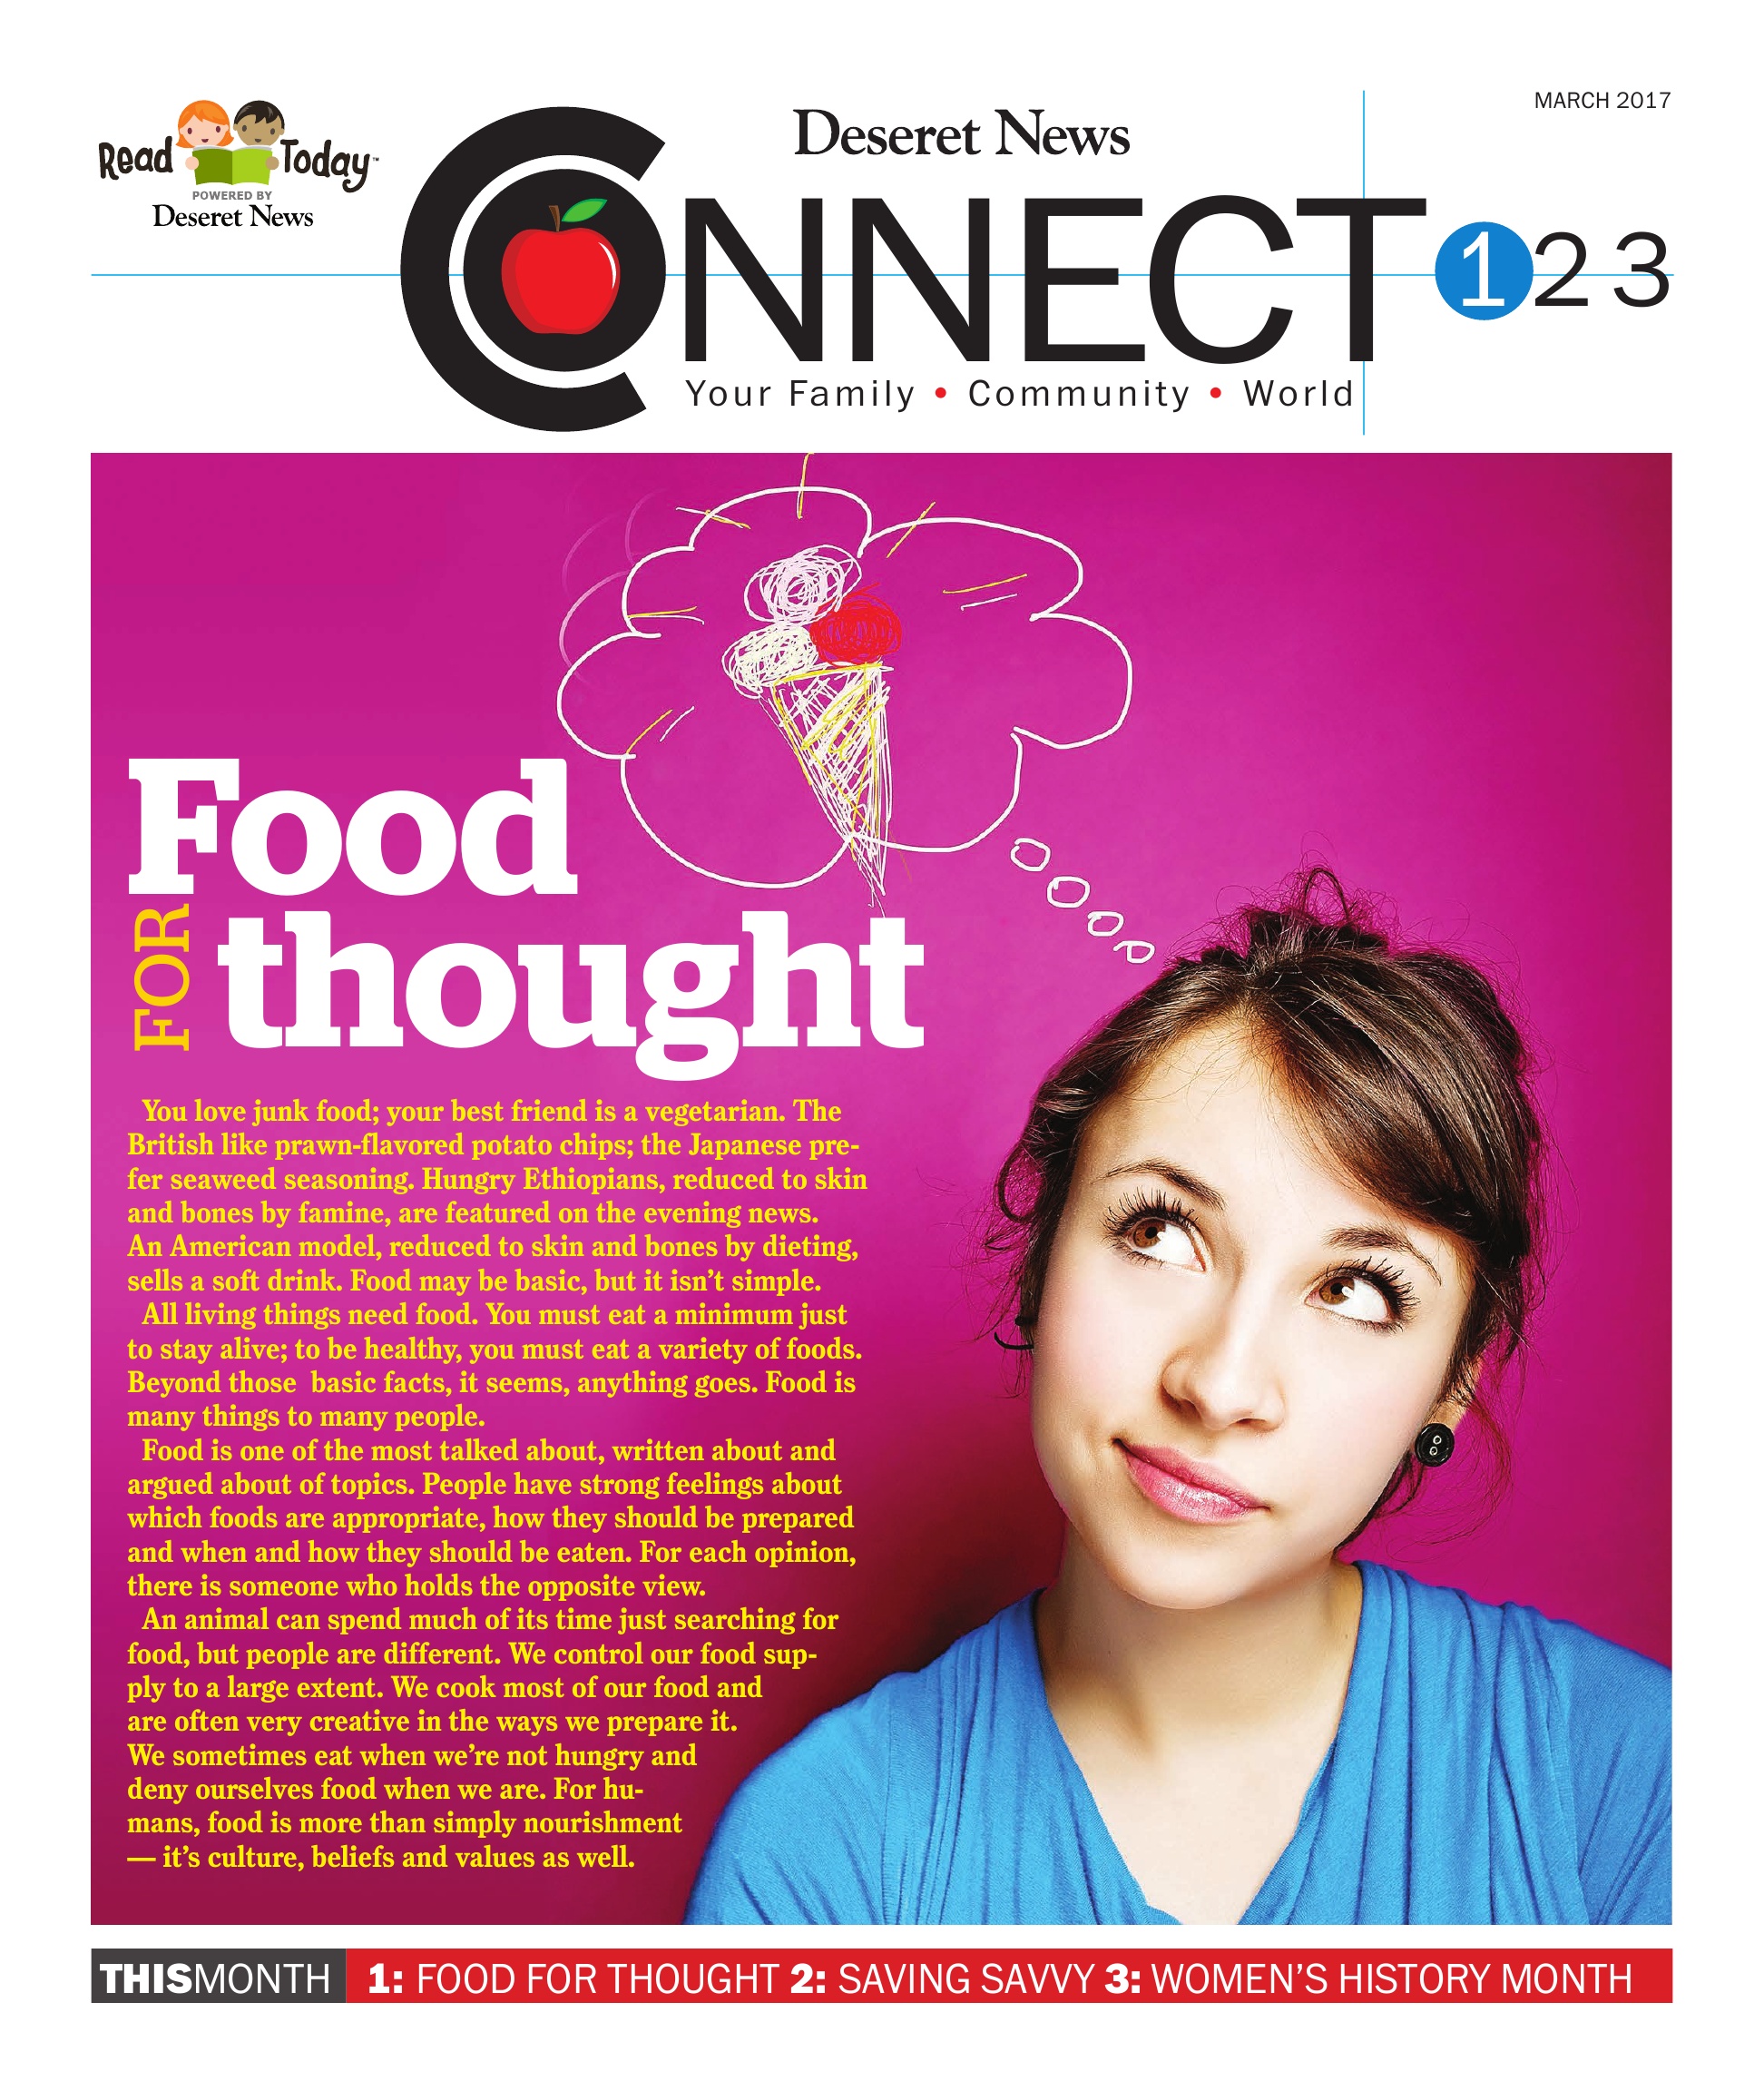 MARCH 2017
Read Today™
POWERED BY
Deseret News
Deseret News
CONNECT 1 2 3
Your Family • Community • World
Food
FOR
thought
You love junk food; your best friend is a vegetarian. The
British like prawn-flavored potato chips; the Japanese pre-
fer seaweed seasoning. Hungry Ethiopians, reduced to skin
and bones by famine, are featured on the evening news.
An American model, reduced to skin and bones by dieting,
sells a soft drink. Food may be basic, but it isn’t simple.
All living things need food. You must eat a minimum just
to stay alive; to be healthy, you must eat a variety of foods.
Beyond those basic facts, it seems, anything goes. Food is
many things to many people.
Food is one of the most talked about, written about and
argued about of topics. People have strong feelings about
which foods are appropriate, how they should be prepared
and when and how they should be eaten. For each opinion,
there is someone who holds the opposite view.
An animal can spend much of its time just searching for
food, but people are different. We control our food sup-
ply to a large extent. We cook most of our food and
are often very creative in the ways we prepare it.
We sometimes eat when we’re not hungry and
deny ourselves food when we are. For hu-
mans, food is more than simply nourishment
— it’s culture, beliefs and values as well.
THISMONTH 1: FOOD FOR THOUGHT 2: SAVING SAVVY 3: WOMEN’S HISTORY MONTH